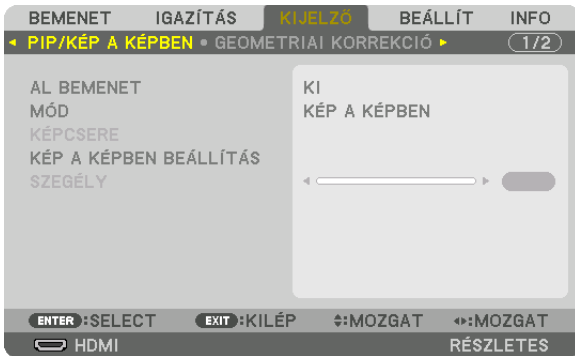 BEMENET IGAZÍTÁS KIJELZŐ BEÁLLÍT INFO
PIP/KÉP A KÉPBEN • GEOMETRIAI KORREKCIÓ 1/2
AL BEMENET KI
MÓD KÉP A KÉPBEN
KÉPCSERE
KÉP A KÉPBEN BEÁLLÍTÁS
SZEGÉLY
ENTER :SELECT EXIT :KILÉP :MOZGAT :MOZGAT
HDMI RÉSZLETES